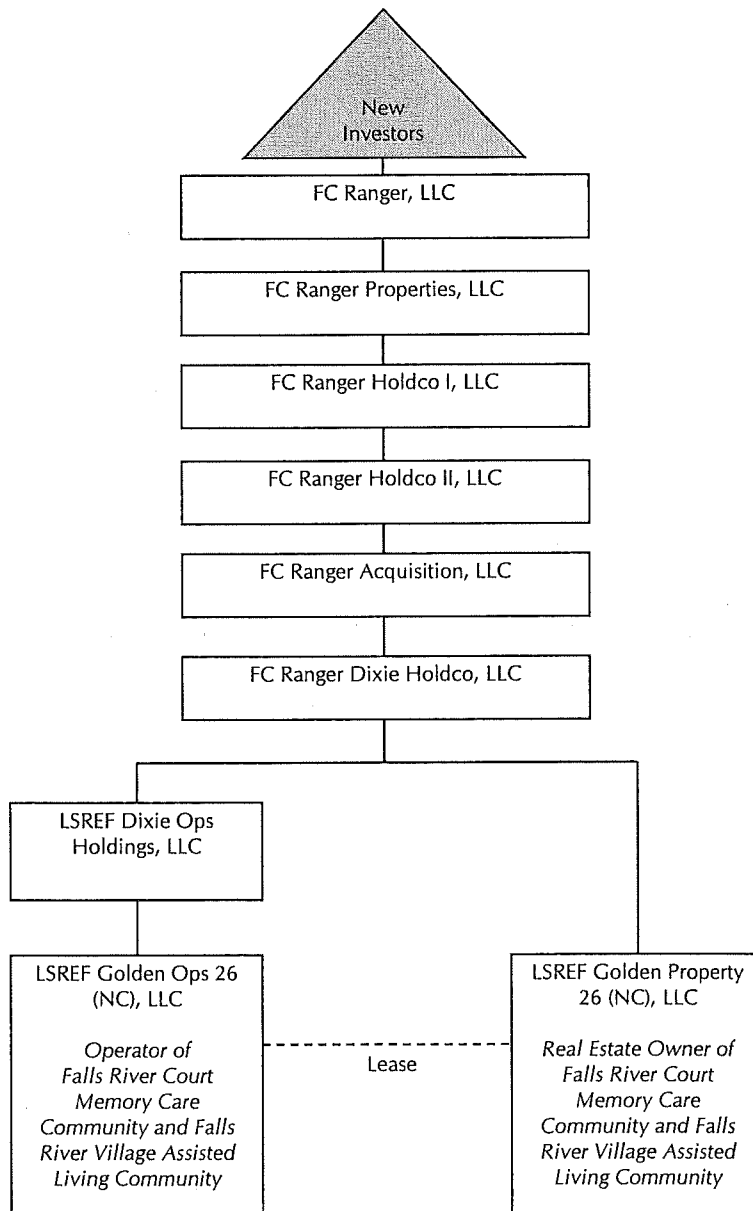 New
Investors
FC Ranger, LLC
FC Ranger Properties, LLC
FC Ranger Holdco I, LLC
FC Ranger Holdco II, LLC
FC Ranger Acquisition, LLC
FC Ranger Dixie Holdco, LLC
LSREF Dixie Ops
Holdings, LLC
LSREF Golden Ops 26
(NC), LLC
Operator of
Falls River Court
Memory Care
Community and Falls
River Village Assisted
Living Community
Lease
LSREF Golden Property
26 (NC), LLC
Real Estate Owner of
Falls River Court
Memory Care
Community and Falls
River Village Assisted
Living Community